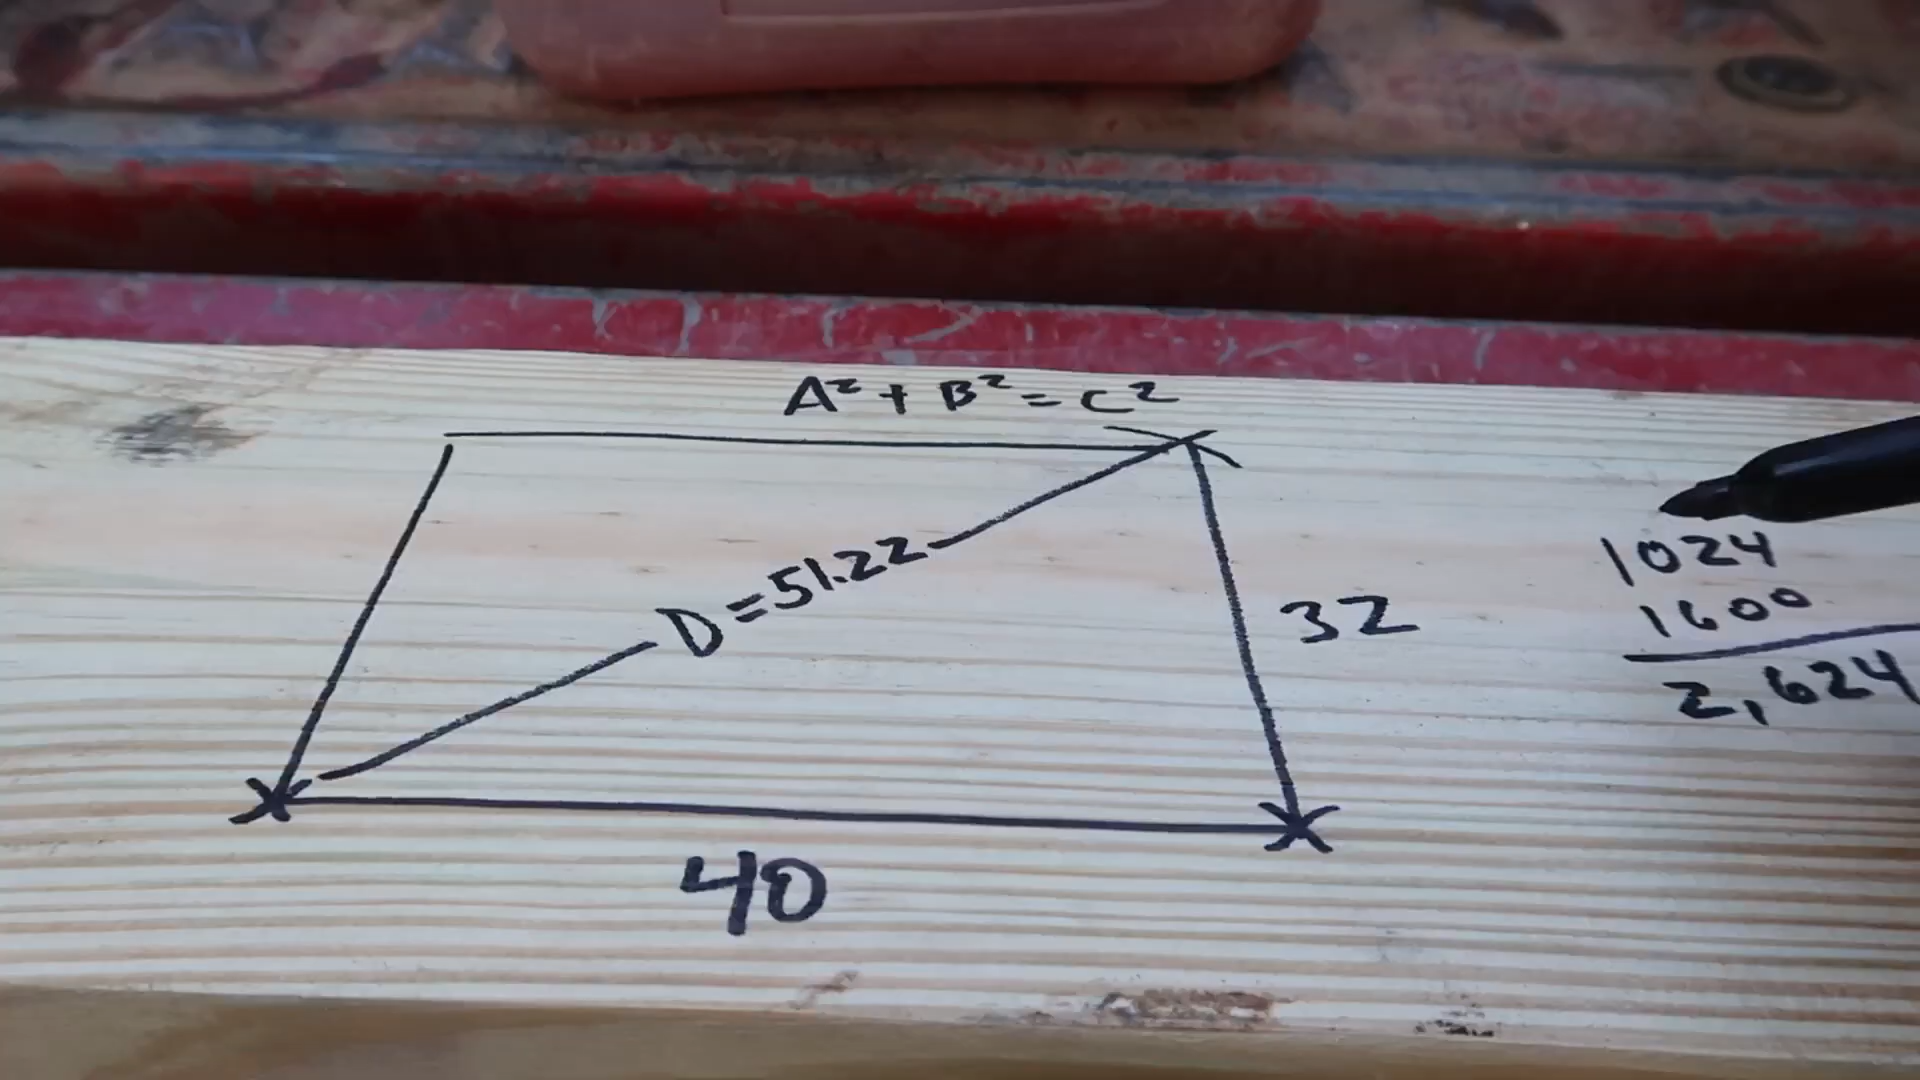 A² + B² = C²
D = 51.22
32
40
1024
1600
2,624